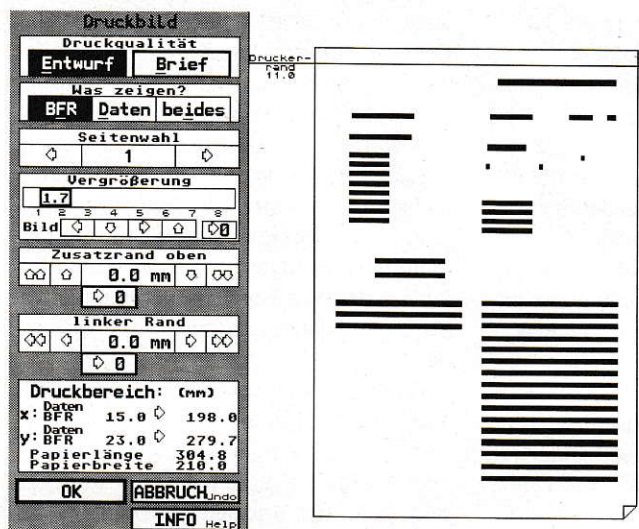 Druckbild
Druckqualität
Entwurf Brief
Was zeigen?
BFR Daten beides
Seitenwahl
1
Vergrößerung
1.7
1 2 3 4 5 6 7 8
Bild 0
Zusatzrand oben
0.0 mm
0
linker Rand
0.0 mm
0
Druckbereich: (mm)
x: Daten
BFR 15.0 198.0
y: Daten
BFR 23.0 279.7
Papierlänge 304.8
Papierbreite 210.0
OK ABBRUCH Undo
INFO Help
Drucker-
rand
11.0